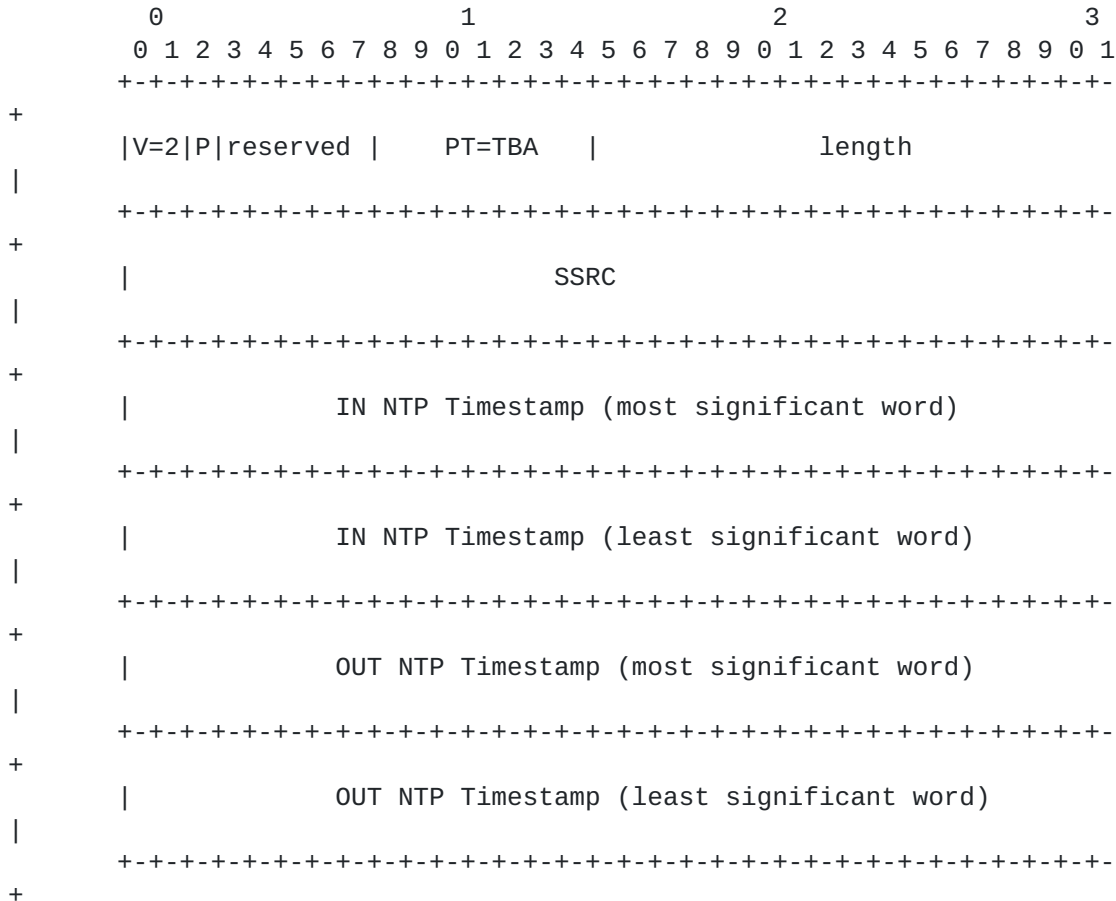 0                   1                   2                   3
0 1 2 3 4 5 6 7 8 9 0 1 2 3 4 5 6 7 8 9 0 1 2 3 4 5 6 7 8 9 0 1
+-+-+-+-+-+-+-+-+-+-+-+-+-+-+-+-+-+-+-+-+-+-+-+-+-+-+-+-+-+-+-+-
+
|V=2|P|reserved |    PT=TBA   |              length
|
+-+-+-+-+-+-+-+-+-+-+-+-+-+-+-+-+-+-+-+-+-+-+-+-+-+-+-+-+-+-+-+-
+
|                           SSRC
|
+-+-+-+-+-+-+-+-+-+-+-+-+-+-+-+-+-+-+-+-+-+-+-+-+-+-+-+-+-+-+-+-
+
|             IN NTP Timestamp (most significant word)
|
+-+-+-+-+-+-+-+-+-+-+-+-+-+-+-+-+-+-+-+-+-+-+-+-+-+-+-+-+-+-+-+-
+
|             IN NTP Timestamp (least significant word)
|
+-+-+-+-+-+-+-+-+-+-+-+-+-+-+-+-+-+-+-+-+-+-+-+-+-+-+-+-+-+-+-+-
+
|             OUT NTP Timestamp (most significant word)
|
+-+-+-+-+-+-+-+-+-+-+-+-+-+-+-+-+-+-+-+-+-+-+-+-+-+-+-+-+-+-+-+-
+
|             OUT NTP Timestamp (least significant word)
|
+-+-+-+-+-+-+-+-+-+-+-+-+-+-+-+-+-+-+-+-+-+-+-+-+-+-+-+-+-+-+-+-
+